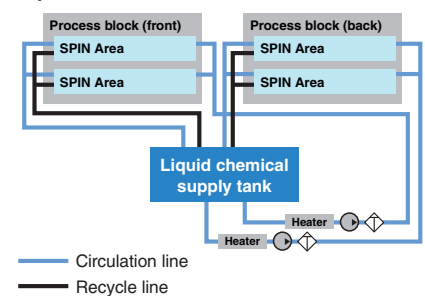 Process block (front)
SPIN Area
SPIN Area
Process block (back)
SPIN Area
SPIN Area
Liquid chemical
supply tank
Heater
Heater
Circulation line
Recycle line